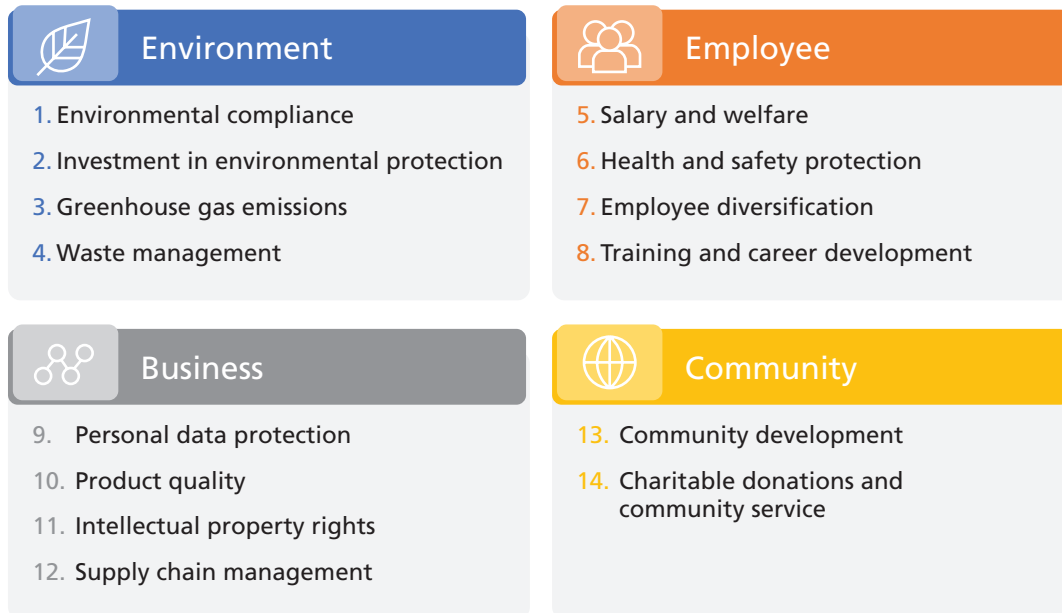 Environment
1. Environmental compliance
2. Investment in environmental protection
3. Greenhouse gas emissions
4. Waste management
Employee
5. Salary and welfare
6. Health and safety protection
7. Employee diversification
8. Training and career development
Business
9. Personal data protection
10. Product quality
11. Intellectual property rights
12. Supply chain management
Community
13. Community development
14. Charitable donations and
community service